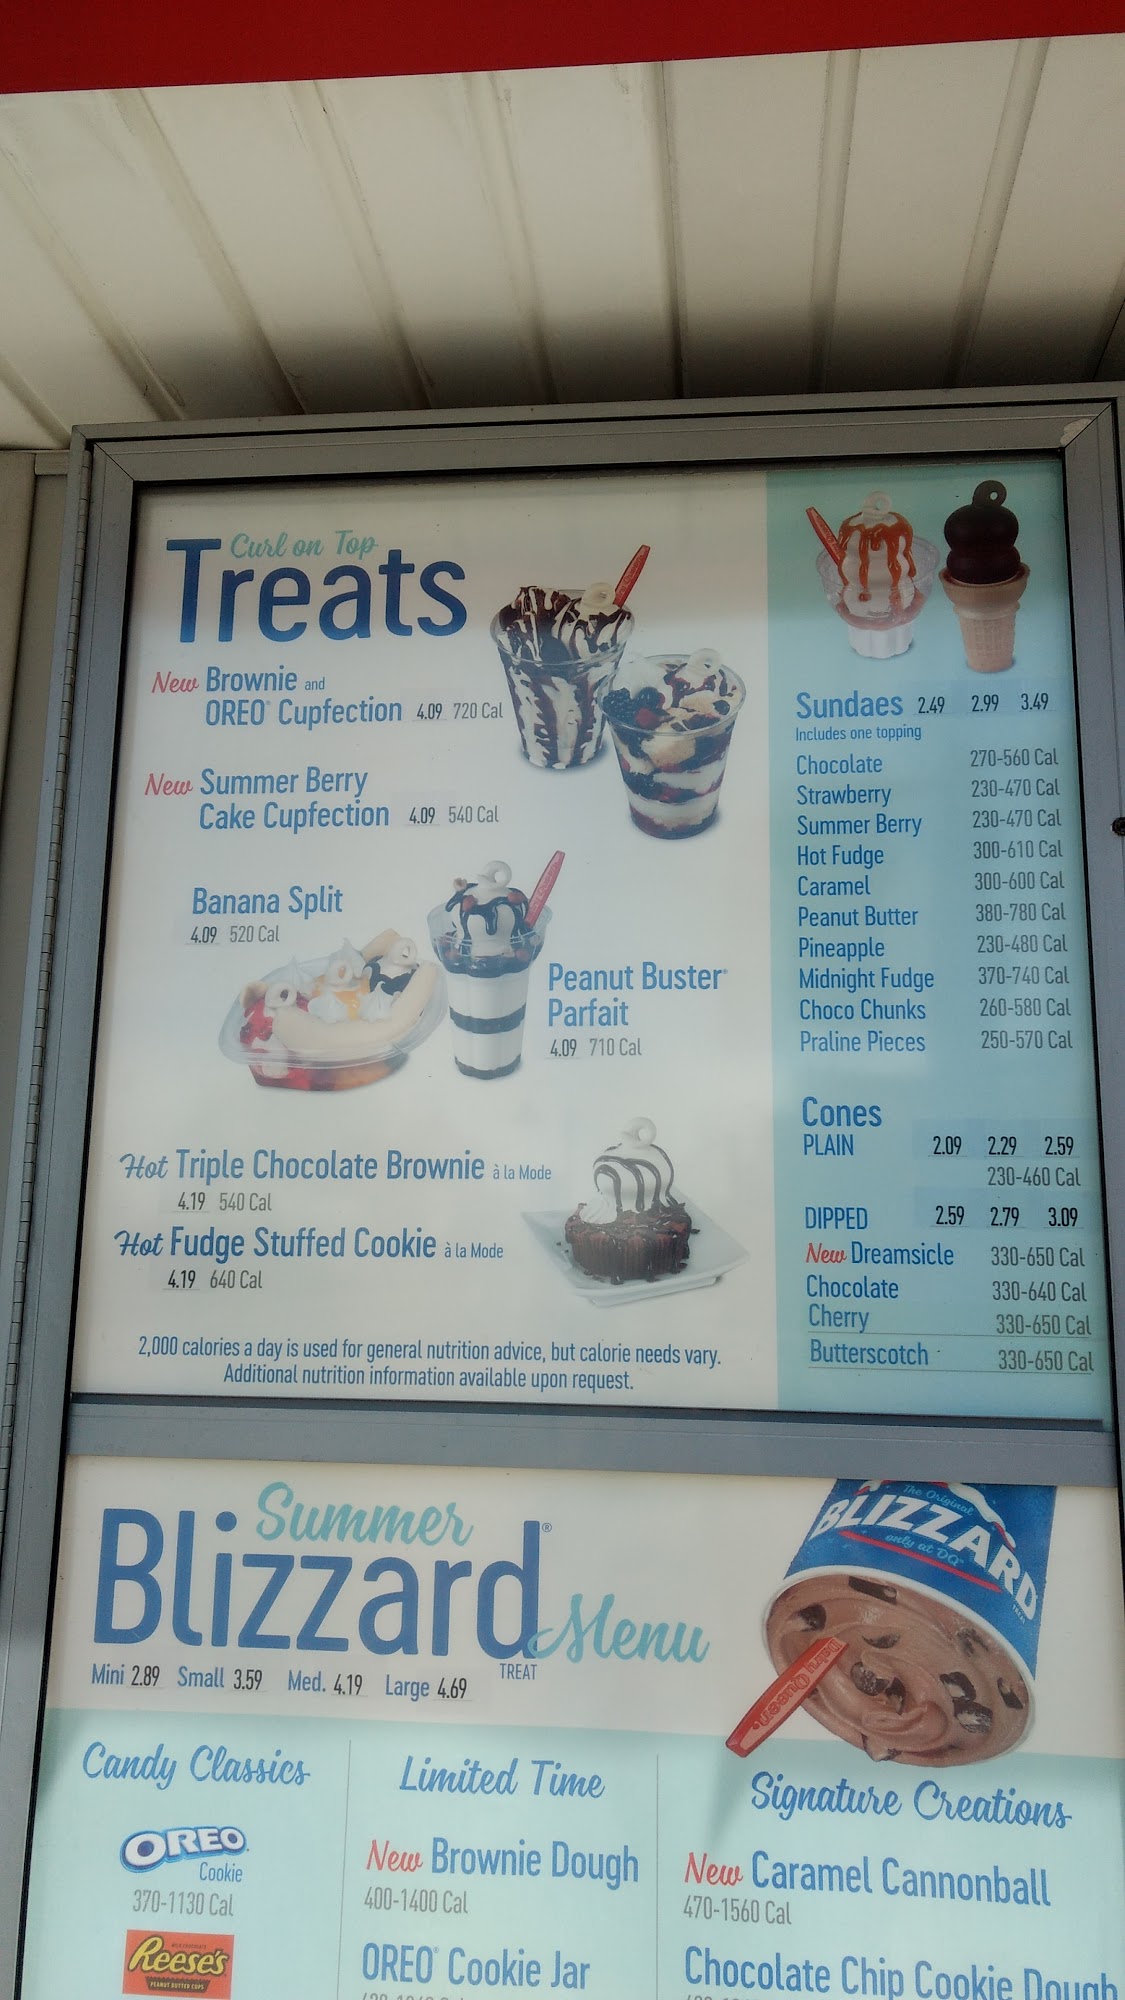 Curl on Top
Treats
New Brownie and
OREO® Cupfection 4.09 720 Cal
New Summer Berry
Cake Cupfection 4.09 540 Cal
Banana Split
4.09 520 Cal
Peanut Buster®
Parfait
4.09 710 Cal
Hot Triple Chocolate Brownie à la Mode
4.19 540 Cal
Hot Fudge Stuffed Cookie à la Mode
4.19 640 Cal
2,000 calories a day is used for general nutrition advice, but calorie needs vary.
Additional nutrition information available upon request.
Sundaes 2.49 2.99 3.49
Includes one topping
Chocolate 270-560 Cal
Strawberry 230-470 Cal
Summer Berry 230-470 Cal
Hot Fudge 300-610 Cal
Caramel 300-600 Cal
Peanut Butter 380-780 Cal
Pineapple 230-480 Cal
Midnight Fudge 370-740 Cal
Choco Chunks 260-580 Cal
Praline Pieces 250-570 Cal
Cones
PLAIN 2.09 2.29 2.59
230-460 Cal
DIPPED 2.59 2.79 3.09
New Dreamsicle 330-650 Cal
Chocolate 330-640 Cal
Cherry 330-650 Cal
Butterscotch 330-650 Cal
Summer
Blizzard®
Menu
TREAT
Mini 2.89 Small 3.59 Med. 4.19 Large 4.69
The Original
BLIZZARD
only at DQ
Dairy Queen
Candy Classics
OREO
Cookie
370-1130 Cal
Reese's
PEANUT BUTTER CUPS
Limited Time
New Brownie Dough
400-1400 Cal
OREO® Cookie Jar
Signature Creations
New Caramel Cannonball
470-1560 Cal
Chocolate Chip Cookie Dough